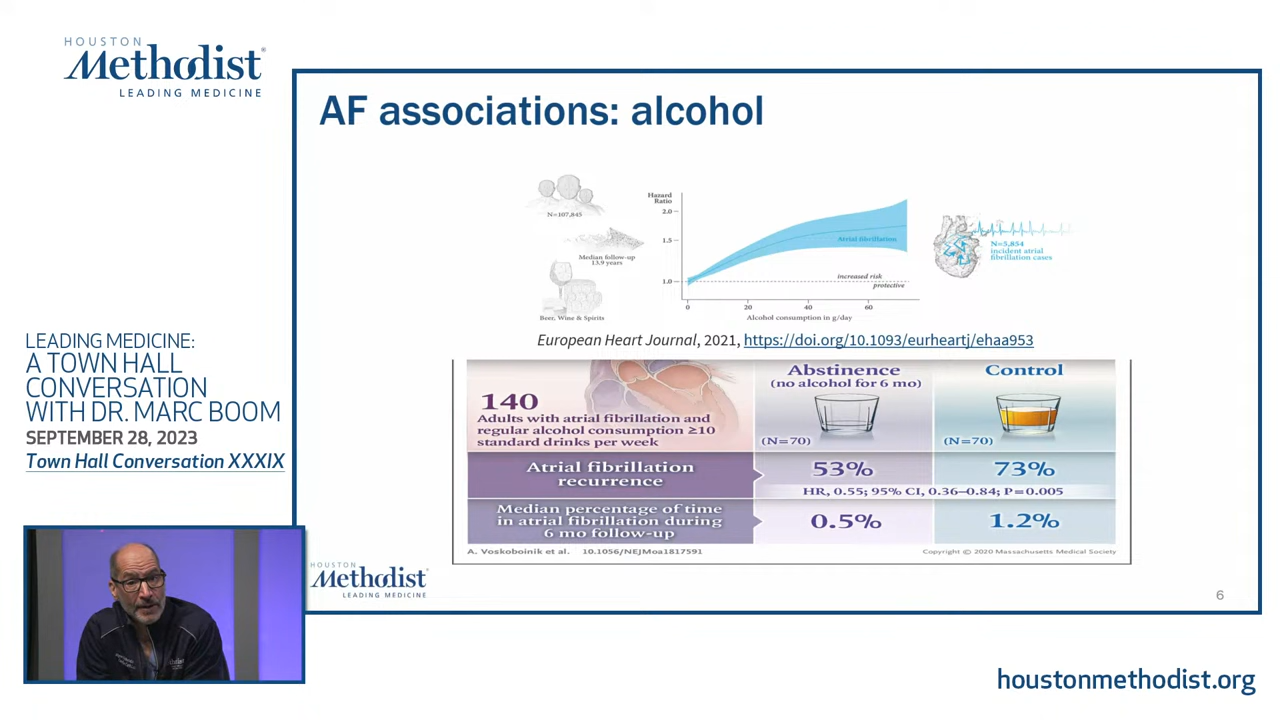 HOUSTON
Methodist
LEADING MEDICINE
AF associations: alcohol
N=107,845
Median follow-up
13.9 years
Beer, Wine & Spirits
Hazard
Ratio
2.0
1.5
1.0
Atrial fibrillation
increased risk
protective
0 20 40 60
Alcohol consumption in g/day
N=5,854
incident atrial
fibrillation cases
European Heart Journal, 2021, https://doi.org/10.1093/eurheartj/ehaa953
140
Adults with atrial fibrillation and
regular alcohol consumption ≥10
standard drinks per week
Abstinence
(no alcohol for 6 mo)
(N=70)
Control
(N=70)
Atrial fibrillation
recurrence
53% 73%
HR, 0.55; 95% CI, 0.36–0.84; P=0.005
Median percentage of time
in atrial fibrillation during
6 mo follow-up
0.5% 1.2%
A. Voskoboinik et al. 10.1056/NEJMoa1817591
Copyright © 2020 Massachusetts Medical Society
HOUSTON
Methodist
LEADING MEDICINE
6
LEADING MEDICINE:
A TOWN HALL
CONVERSATION
WITH DR. MARC BOOM
SEPTEMBER 28, 2023
Town Hall Conversation XXXIX
houstonmethodist.org